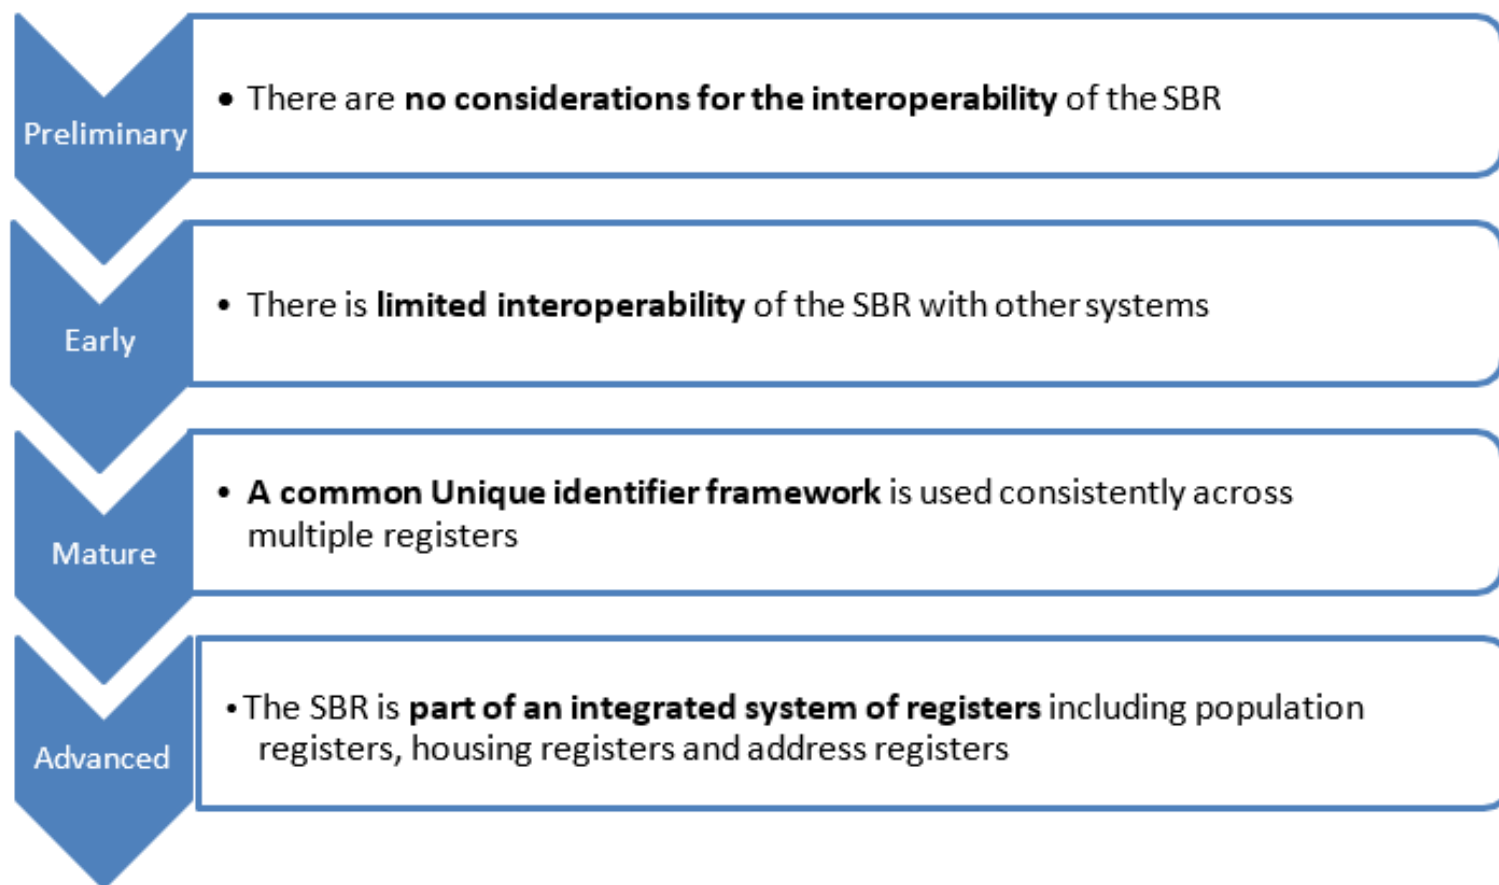 Preliminary
• There are no considerations for the interoperability of the SBR
Early
• There is limited interoperability of the SBR with other systems
Mature
• A common Unique identifier framework is used consistently across
multiple registers
Advanced
• The SBR is part of an integrated system of registers including population
registers, housing registers and address registers